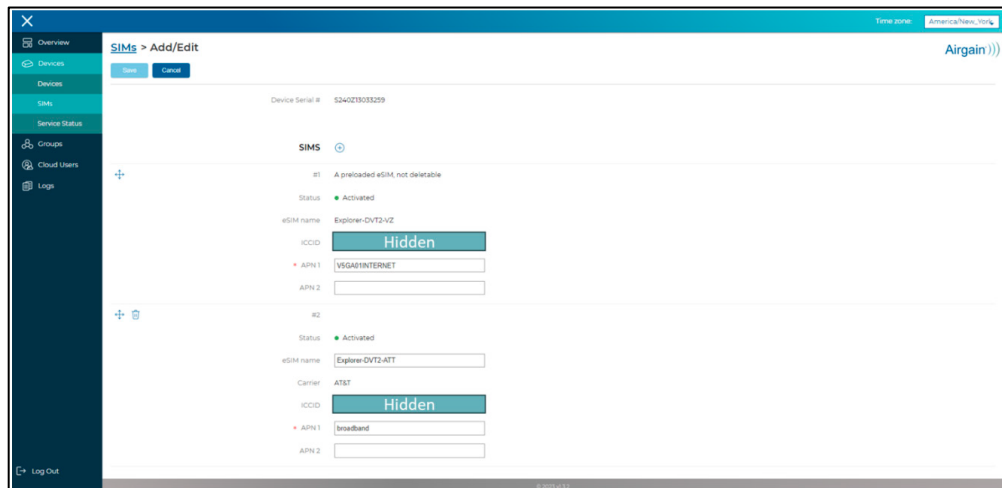 Time zone: America/New_York
Overview
Devices
Devices
SIMs
Service Status
Groups
Cloud Users
Logs
Log Out
SIMs > Add/Edit
Airgain
Save Cancel
Device Serial # S240Z13033259
SIMS
#1 A preloaded eSIM, not deletable
Status Activated
eSIM name Explorer-DVT2-VZ
ICCID Hidden
* APN 1 V5GA01INTERNET
APN 2
#2
Status Activated
eSIM name Explorer-DVT2-ATT
Carrier AT&T
ICCID Hidden
* APN 1 broadband
APN 2